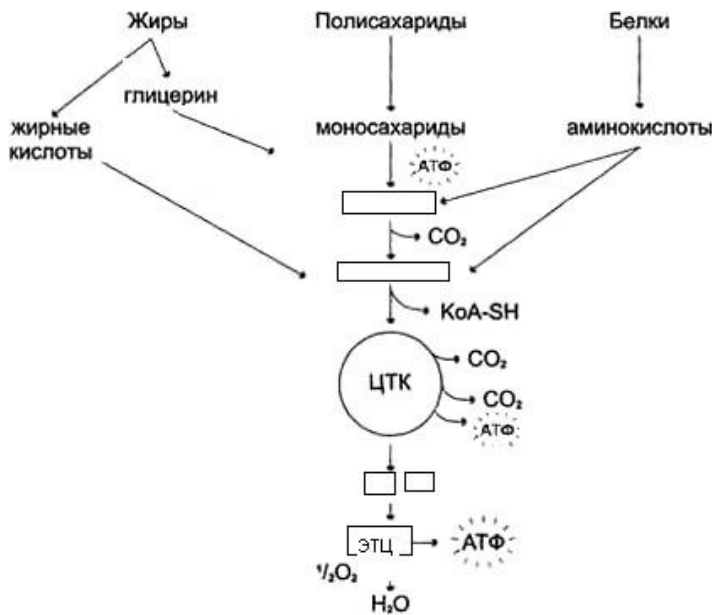 Жиры
Полисахариды
Белки
глицерин
жирные
кислоты
моносахариды
аминокислоты
АТФ
CO₂
KoA-SH
ЦТК
CO₂
CO₂
АТФ
ЭТЦ
АТФ
¹/₂O₂
H₂O